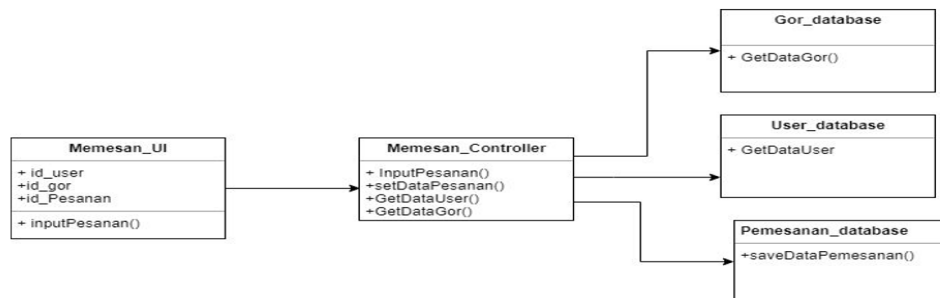 Memesan_UI
+ id_user
+id_gor
+id_Pesanan
+ inputPesanan()
Memesan_Controller
+ InputPesanan()
+setDataPesanan()
+GetDataUser()
+GetDataGor()
Gor_database
+ GetDataGor()
User_database
+ GetDataUser
Pemesanan_database
+saveDataPemesanan()